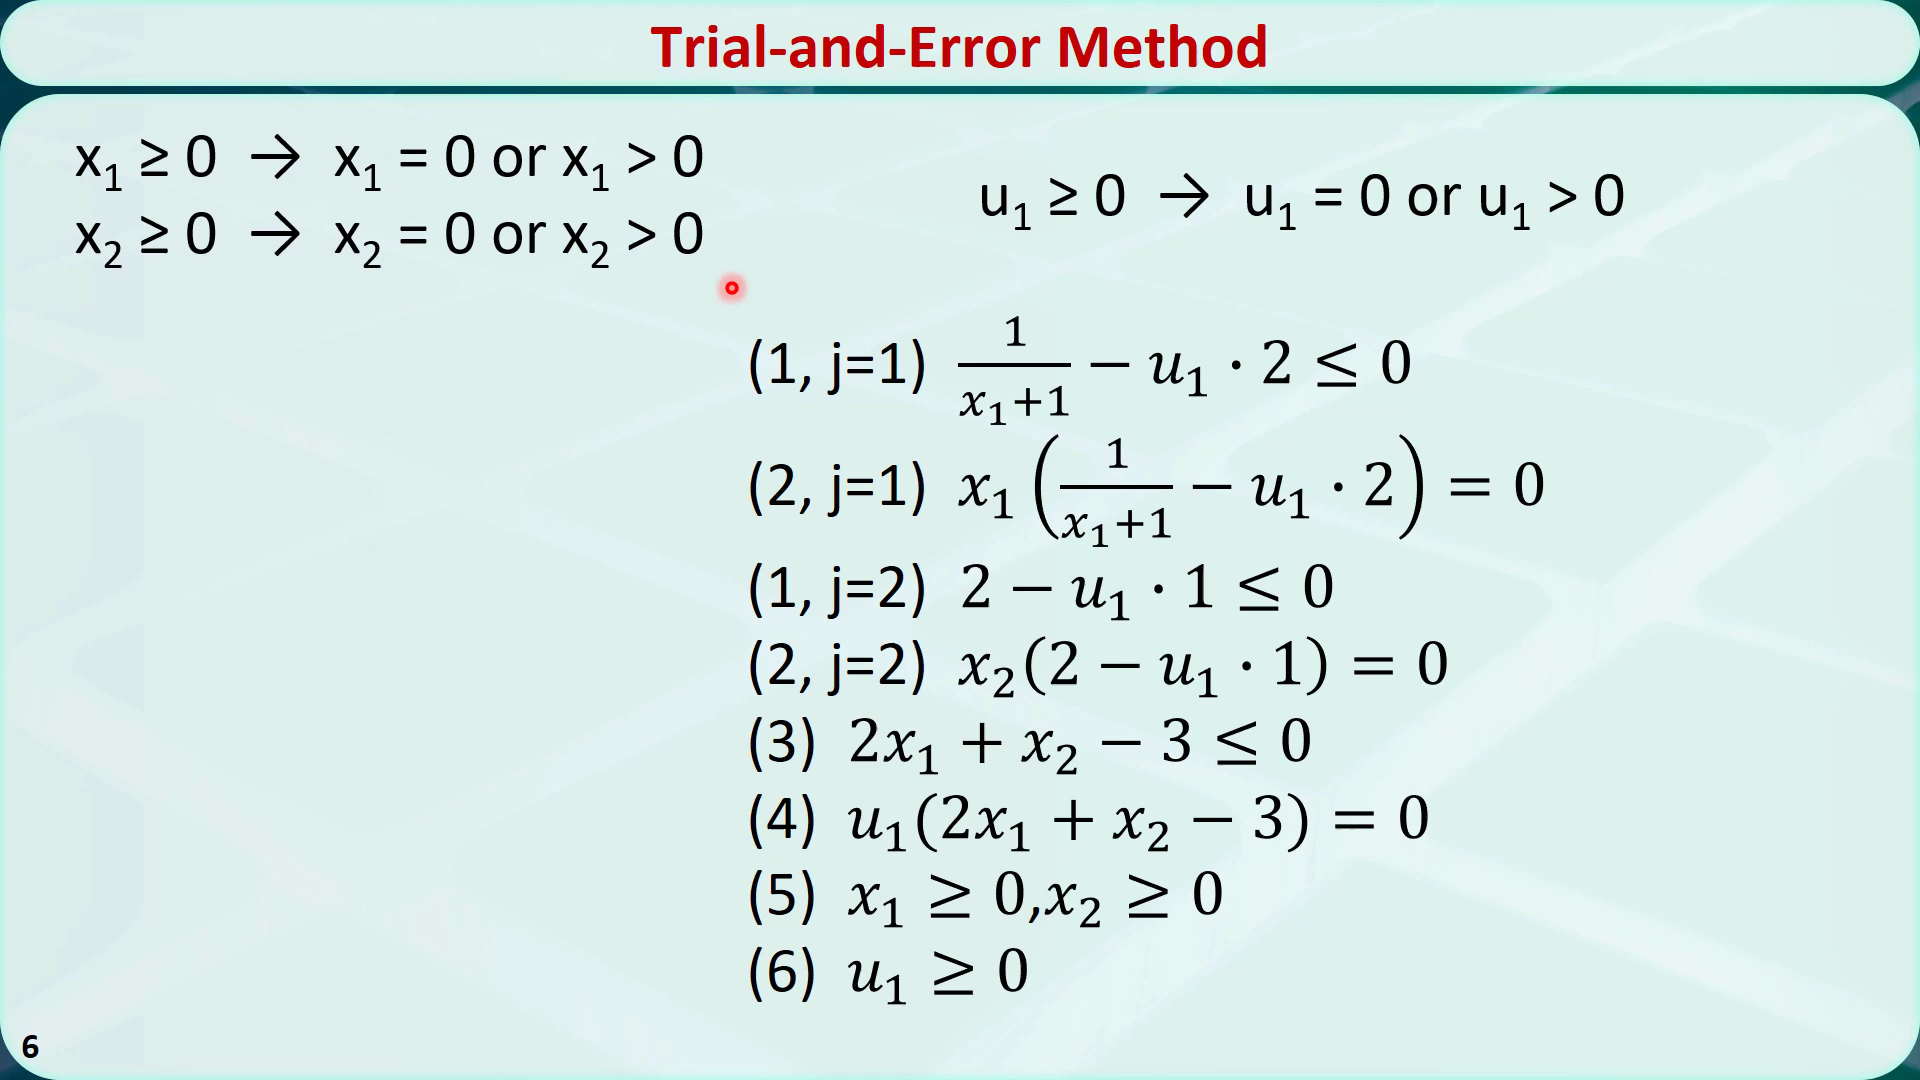 Trial-and-Error Method
x₁ ≥ 0 → x₁ = 0 or x₁ > 0
x₂ ≥ 0 → x₂ = 0 or x₂ > 0
u₁ ≥ 0 → u₁ = 0 or u₁ > 0
(1, j=1) 1/(x₁+1) − u₁ · 2 ≤ 0
(2, j=1) x₁ (1/(x₁+1) − u₁ · 2) = 0
(1, j=2) 2 − u₁ · 1 ≤ 0
(2, j=2) x₂(2 − u₁ · 1) = 0
(3) 2x₁ + x₂ − 3 ≤ 0
(4) u₁(2x₁ + x₂ − 3) = 0
(5) x₁ ≥ 0,x₂ ≥ 0
(6) u₁ ≥ 0
6